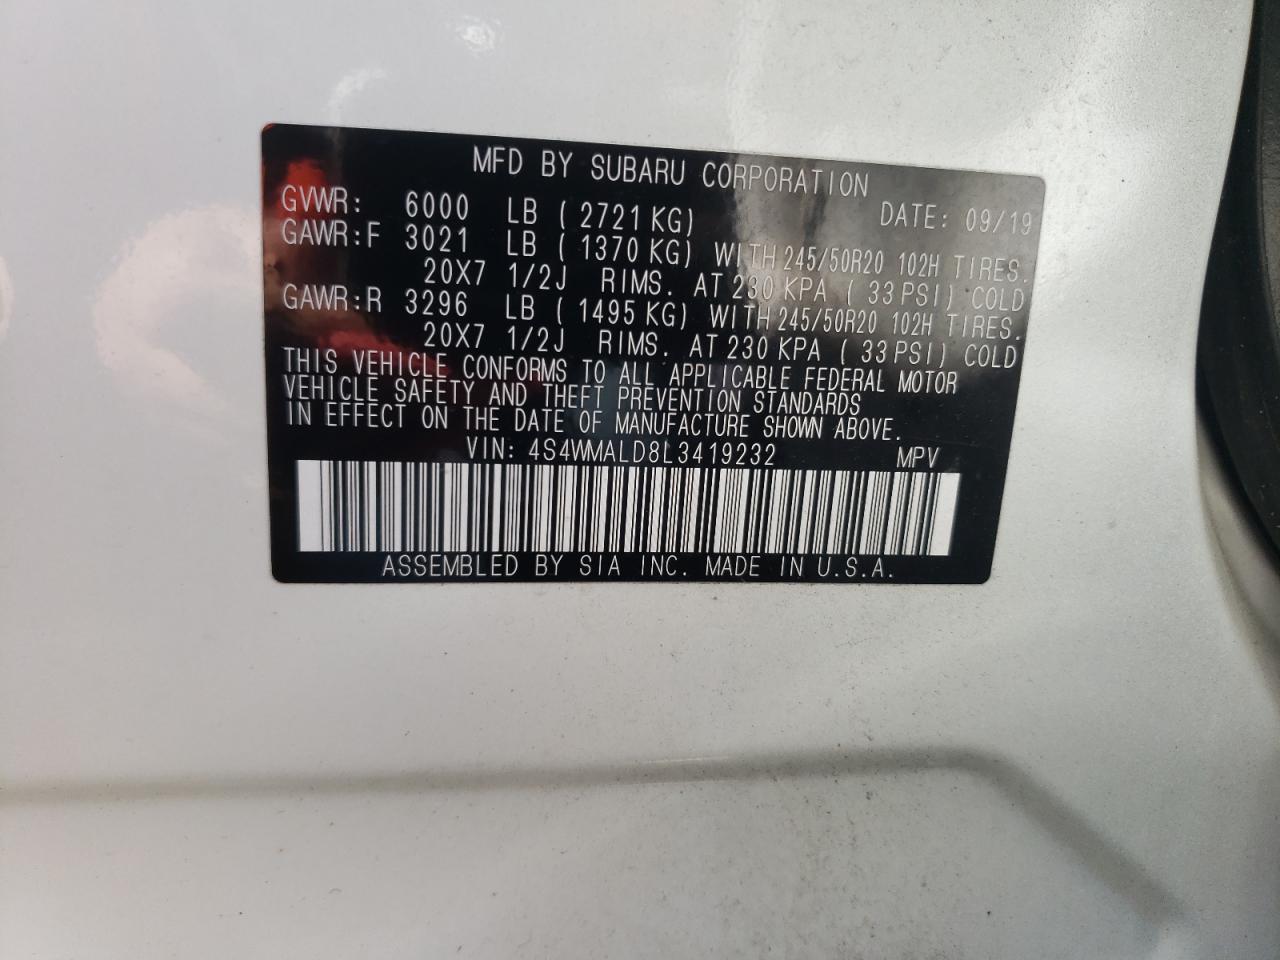 MFD BY SUBARU CORPORATION
GVWR: 6000 LB ( 2721 KG) DATE: 09/19
GAWR:F 3021 LB ( 1370 KG) WITH 245/50R20 102H TIRES.
20X7 1/2J RIMS. AT 230 KPA ( 33 PSI) COLD
GAWR:R 3296 LB ( 1495 KG) WITH 245/50R20 102H TIRES.
20X7 1/2J RIMS. AT 230 KPA ( 33 PSI) COLD
THIS VEHICLE CONFORMS TO ALL APPLICABLE FEDERAL MOTOR
VEHICLE SAFETY AND THEFT PREVENTION STANDARDS
IN EFFECT ON THE DATE OF MANUFACTURE SHOWN ABOVE.
VIN: 4S4WMALD8L3419232 MPV
ASSEMBLED BY SIA INC. MADE IN U.S.A.